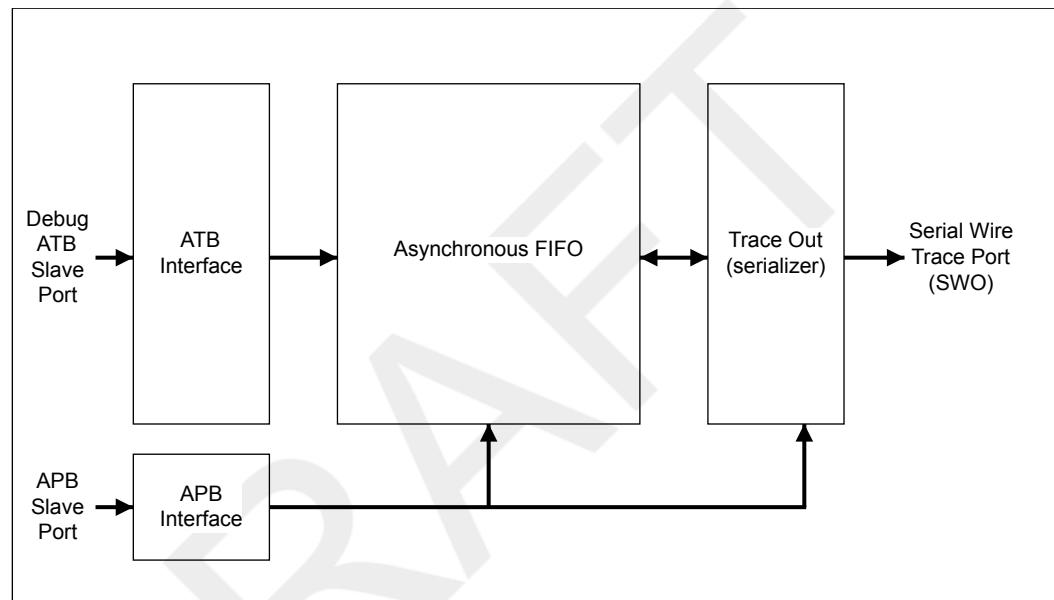 Debug
ATB
Slave
Port
ATB
Interface
Asynchronous FIFO
Trace Out
(serializer)
Serial Wire
Trace Port
(SWO)
APB
Slave
Port
APB
Interface
RAFT